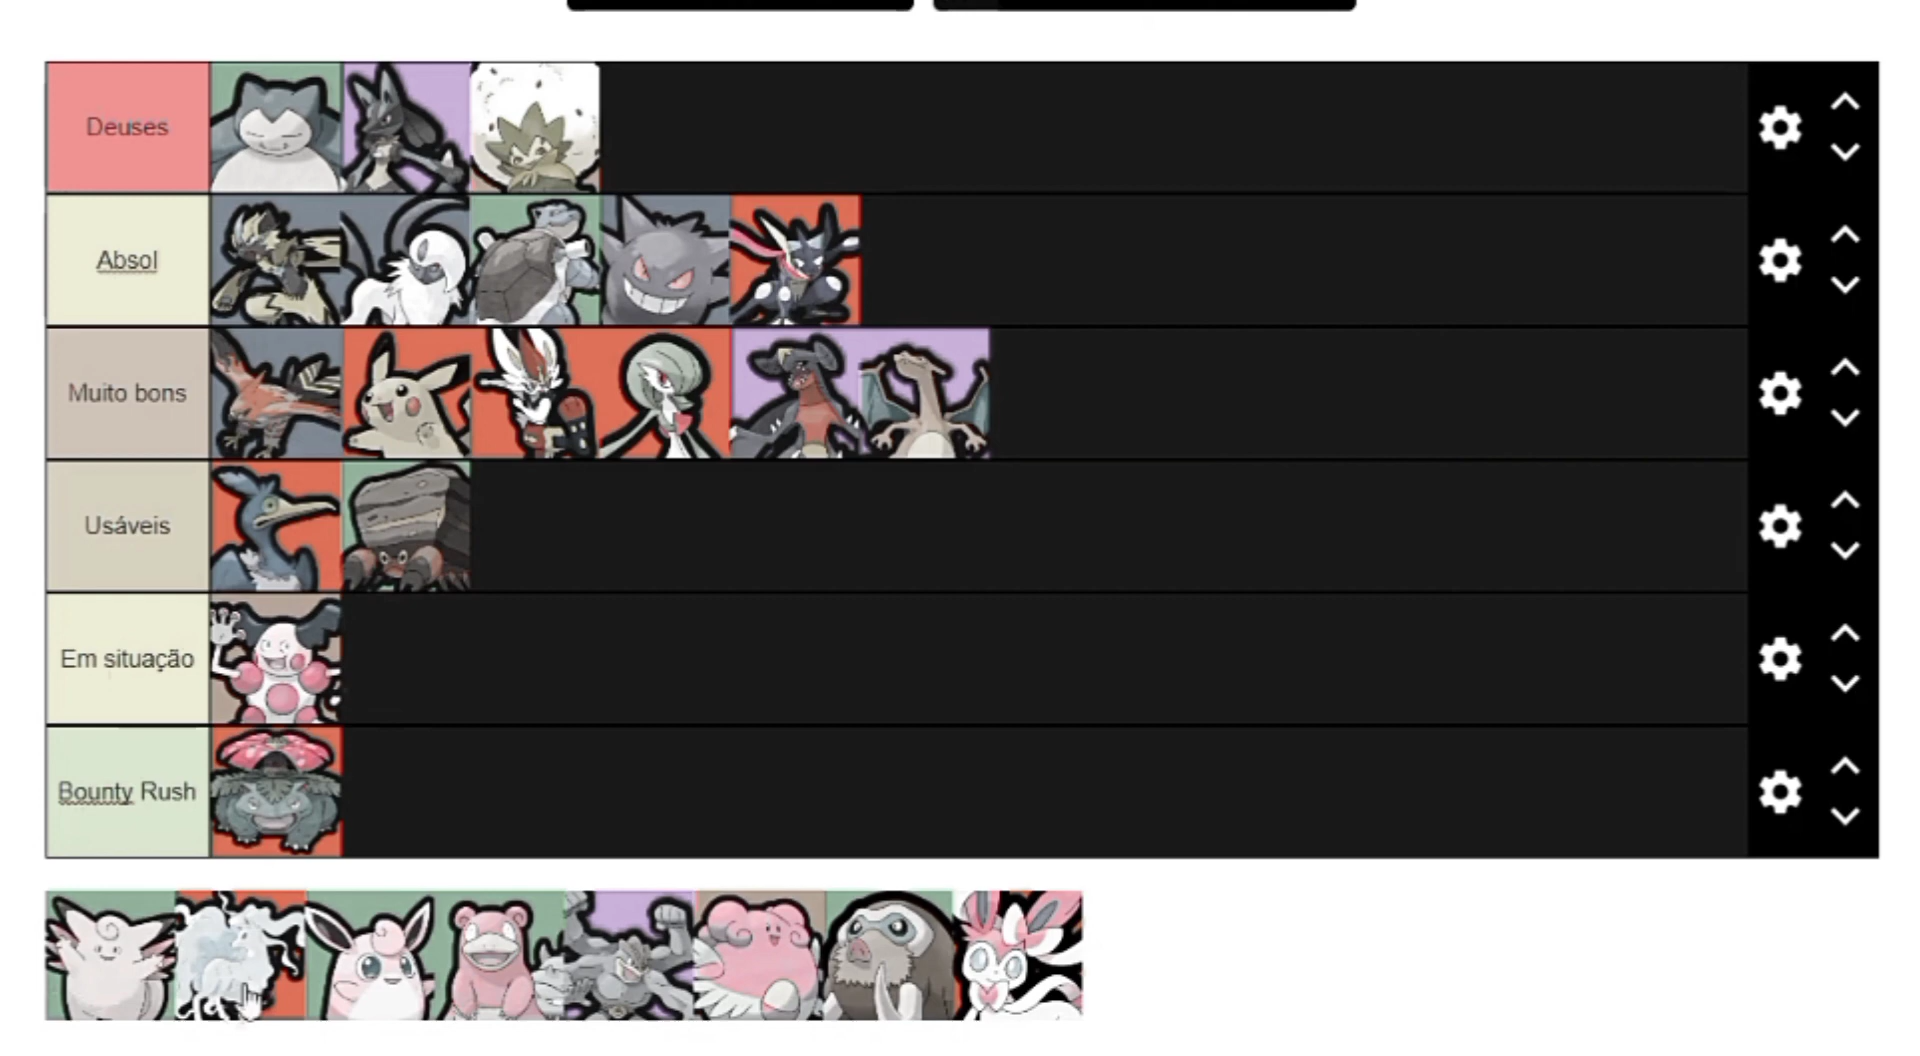 Deuses
Absol
Muito bons
Usáveis
Em situação
Bounty Rush